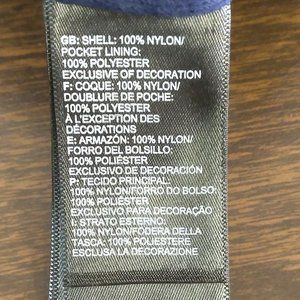 GB: SHELL: 100% NYLON/
POCKET LINING:
100% POLYESTER
EXCLUSIVE OF DECORATION
F: COQUE: 100% NYLON/
DOUBLURE DE POCHE:
100% POLYESTER
À L'EXCEPTION DES
DÉCORATIONS
E: ARMAZÓN: 100% NYLON/
FORRO DEL BOLSILLO:
100% POLIÉSTER
EXCLUSIVO DE DECORACIÓN
P: TECIDO PRINCIPAL:
100% NYLON/FORRO DO BOLSO:
100% POLIÉSTER
EXCLUSIVO PARA DECORAÇÃO
I: STRATO ESTERNO:
100% NYLON/FODERA DELLA
TASCA: 100% POLIESTERE
ESCLUSA LA DECORAZIONE